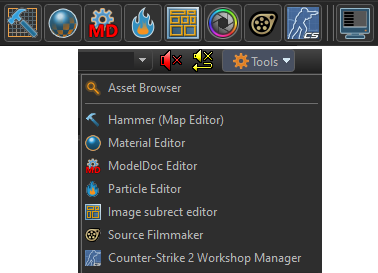 MD
CS
Tools
Asset Browser
Hammer (Map Editor)
Material Editor
MD
ModelDoc Editor
Particle Editor
Image subrect editor
Source Filmmaker
Counter-Strike 2 Workshop Manager